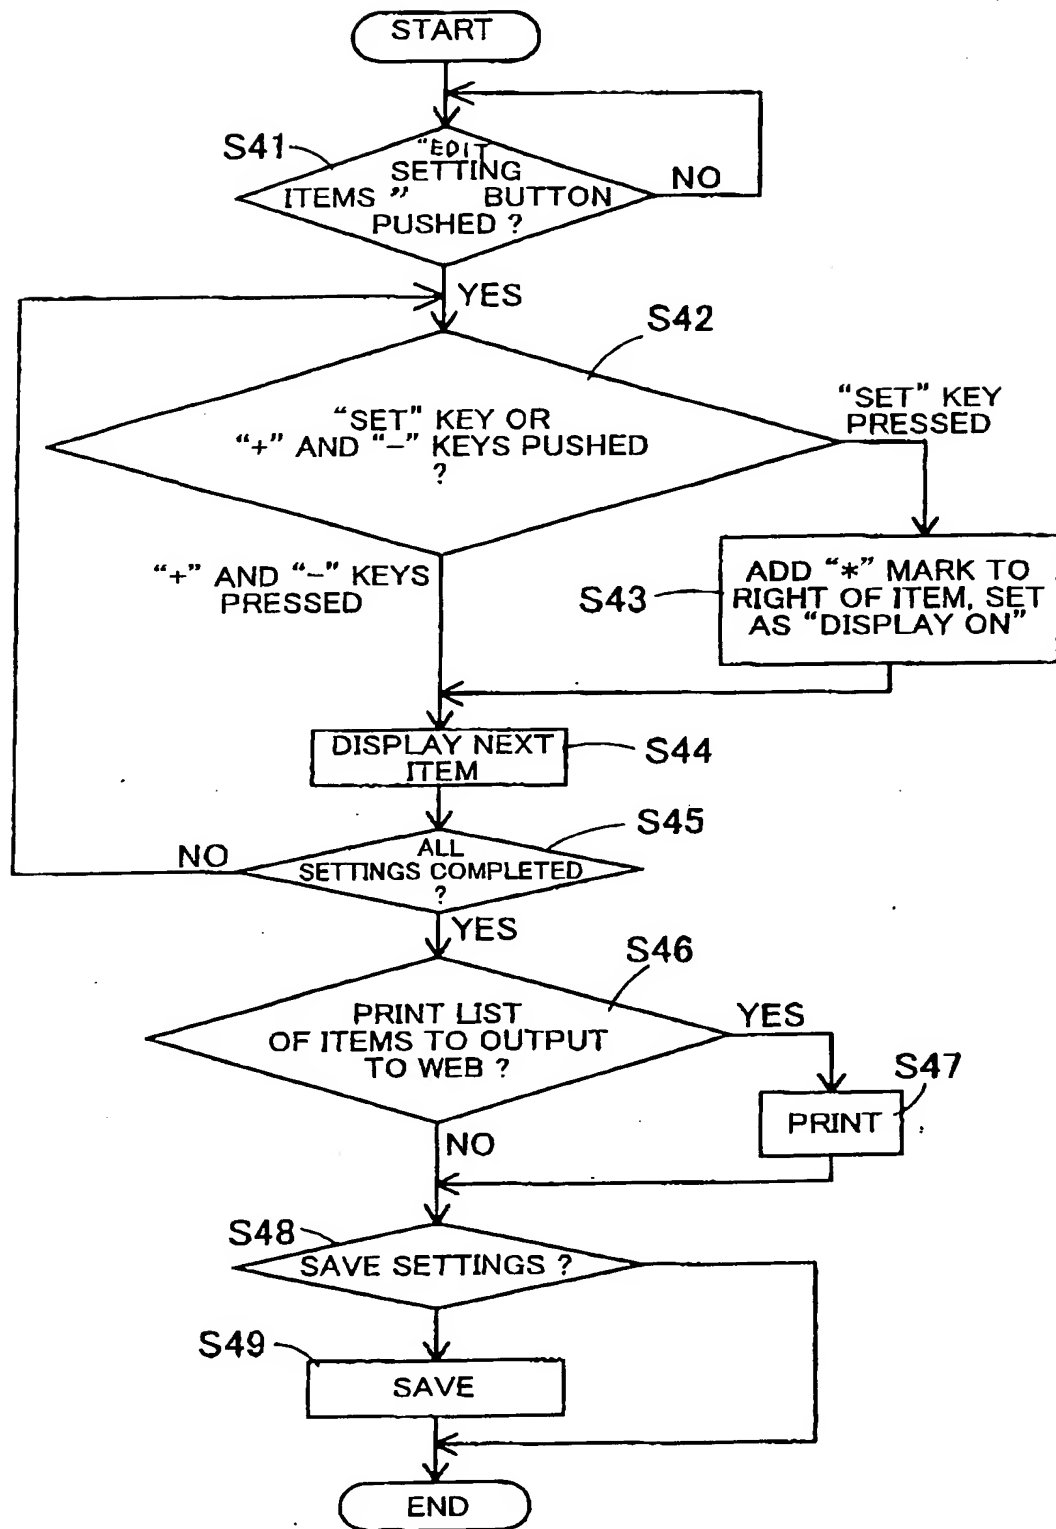 START
S41
"EDIT
SETTING
ITEMS " BUTTON
PUSHED ?
NO
YES
S42
"SET" KEY OR
"+" AND "−" KEYS PUSHED
?
"SET" KEY
PRESSED
"+" AND "−" KEYS
PRESSED
S43
ADD "*" MARK TO
RIGHT OF ITEM, SET
AS "DISPLAY ON"
DISPLAY NEXT
ITEM
S44
S45
ALL
SETTINGS COMPLETED
?
NO
YES
S46
PRINT LIST
OF ITEMS TO OUTPUT
TO WEB ?
YES
S47
PRINT
NO
S48
SAVE SETTINGS ?
S49
SAVE
END